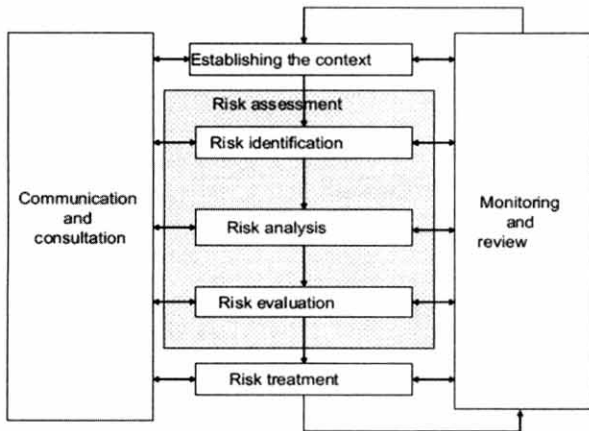 Establishing the context
Risk assessment
Risk identification
Communication
and
consultation
Risk analysis
Monitoring
and
review
Risk evaluation
Risk treatment